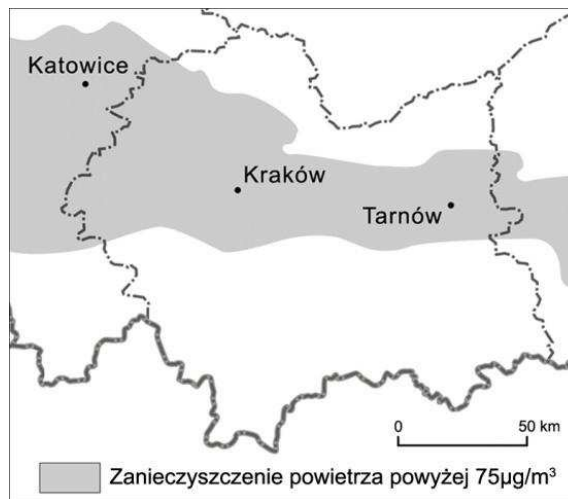 Katowice
Kraków
Tarnów
0 50 km
Zanieczyszczenie powietrza powyżej 75µg/m³